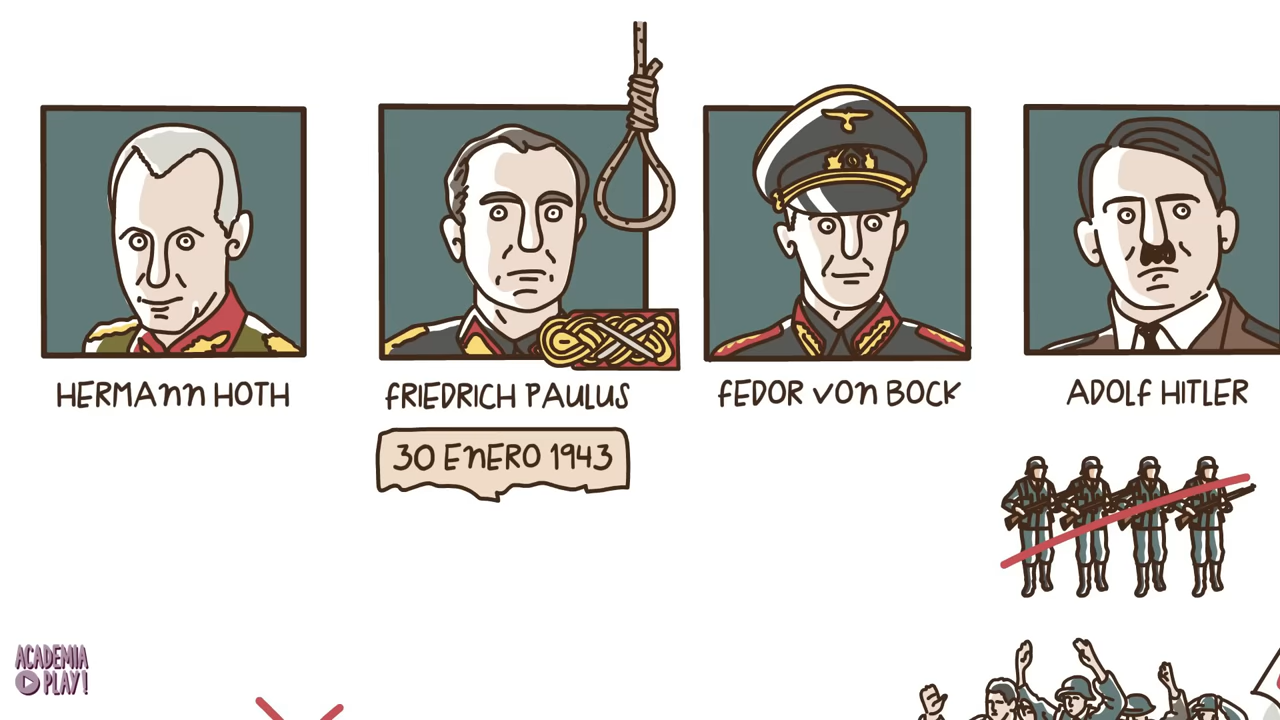 HERMANN HOTH
FRIEDRICH PAULUS
FEDOR VON BOCK
ADOLF HITLER
30 ENERO 1943
ACADEMIA
PLAY!